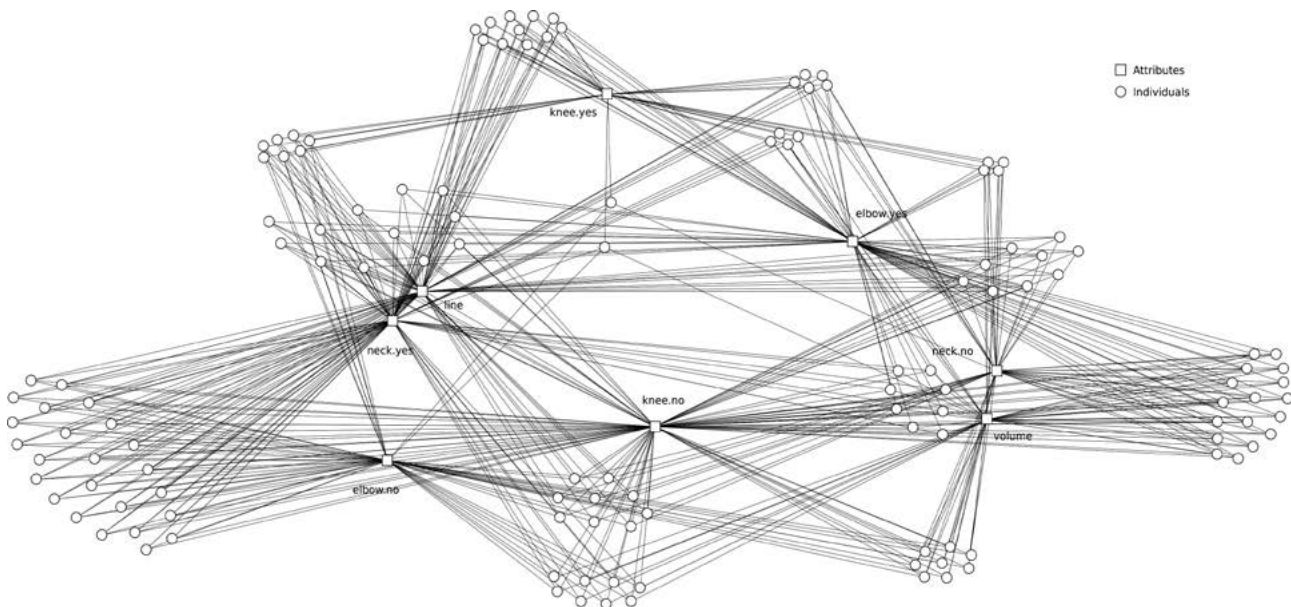 Attributes
Individuals
knee.yes
elbow.yes
line
neck.yes
neck.no
knee.no
volume
elbow.no